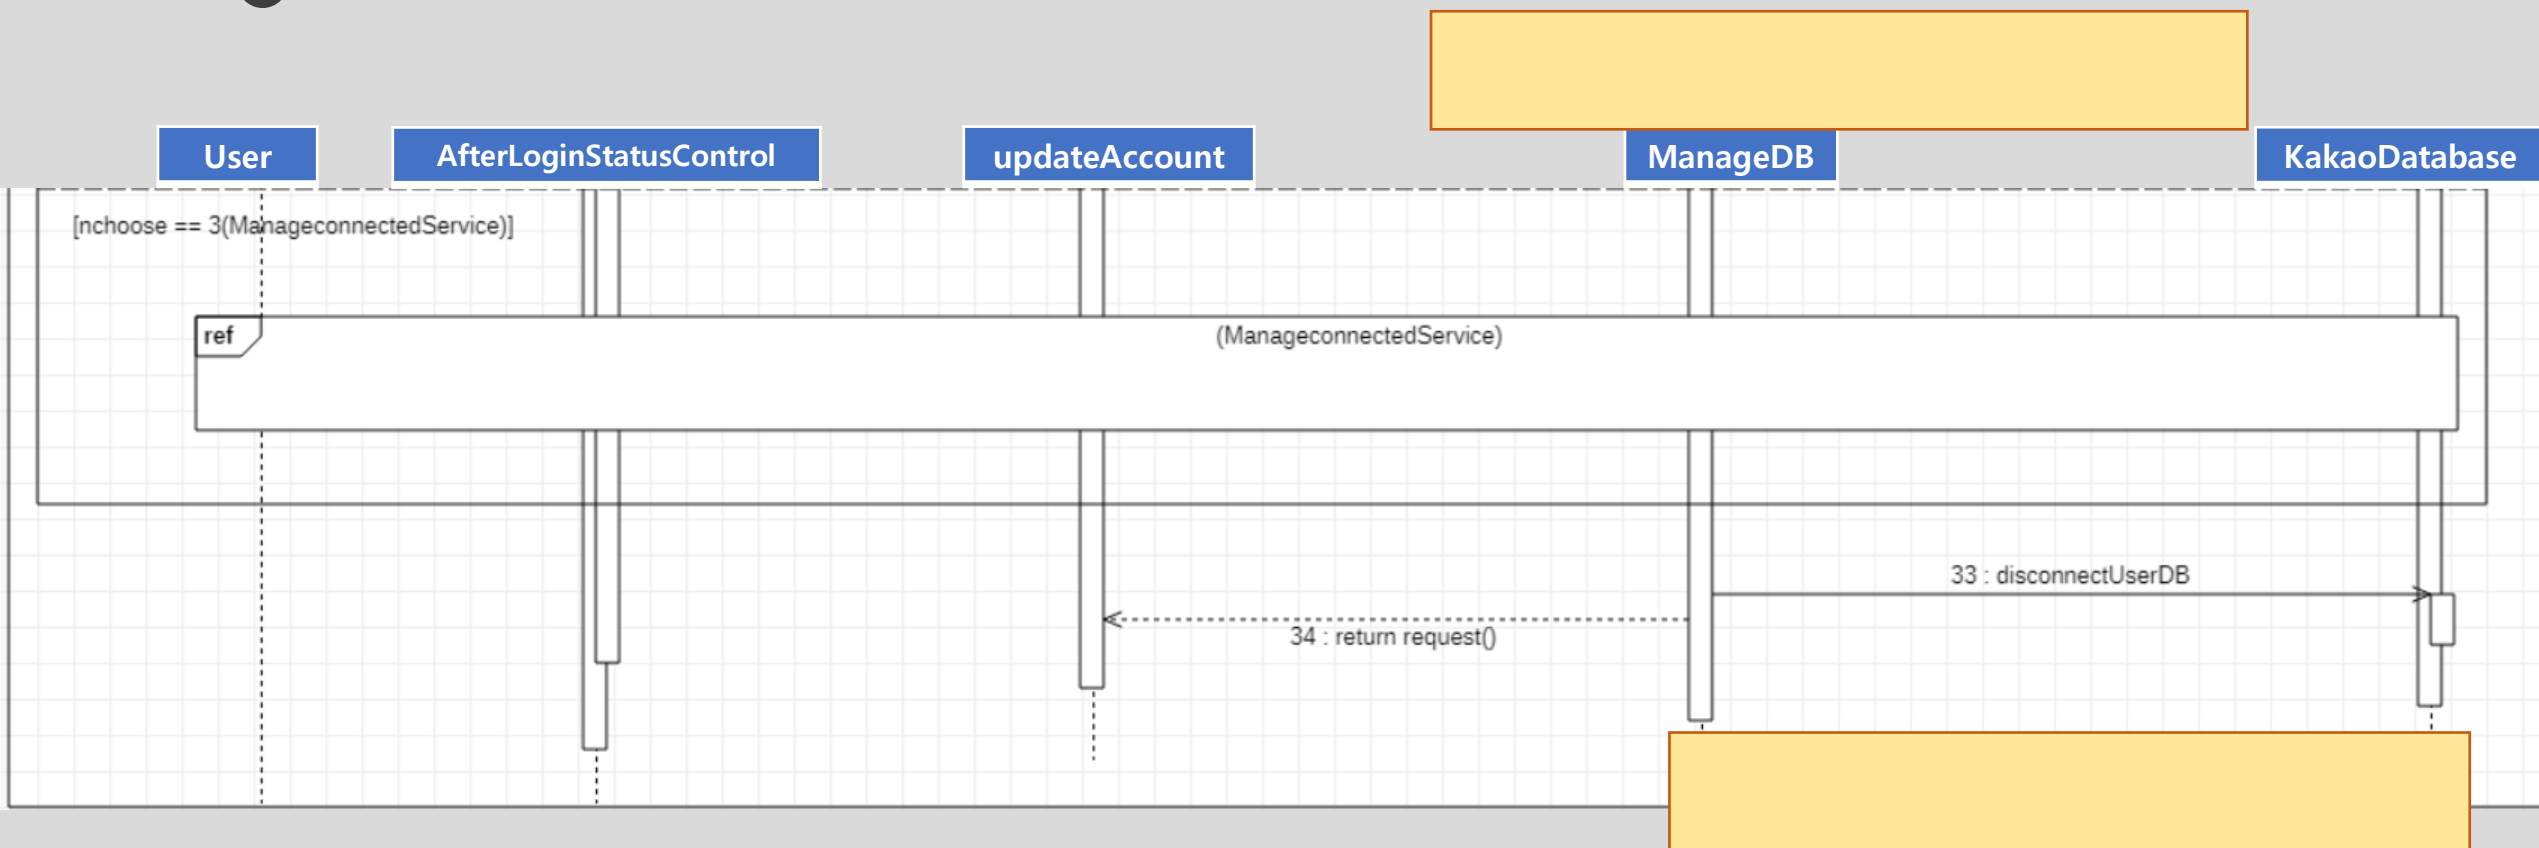 User
AfterLoginStatusControl
updateAccount
ManageDB
KakaoDatabase
[nchoose == 3(ManageconnectedService)]
ref
(ManageconnectedService)
33 : disconnectUserDB
34 : return request()